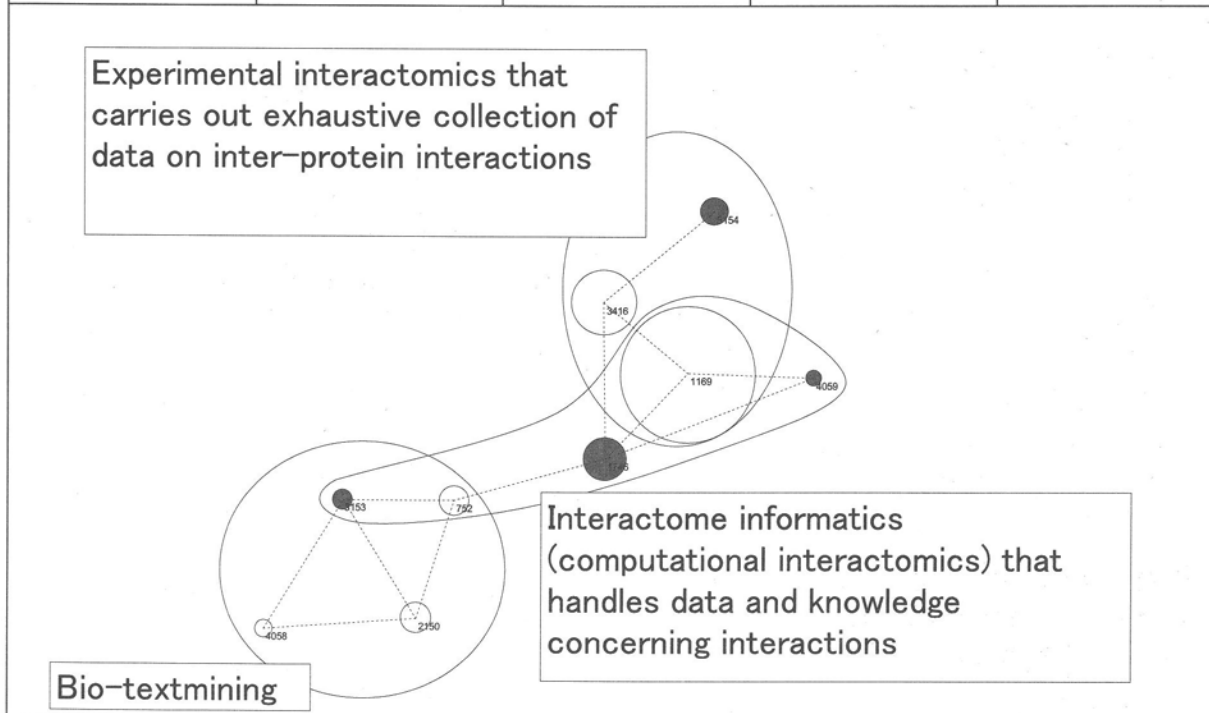 Experimental interactomics that
carries out exhaustive collection of
data on inter-protein interactions
3416
1169
4059
752
Interactome informatics
(computational interactomics) that
handles data and knowledge
concerning interactions
2150
4058
Bio-textmining